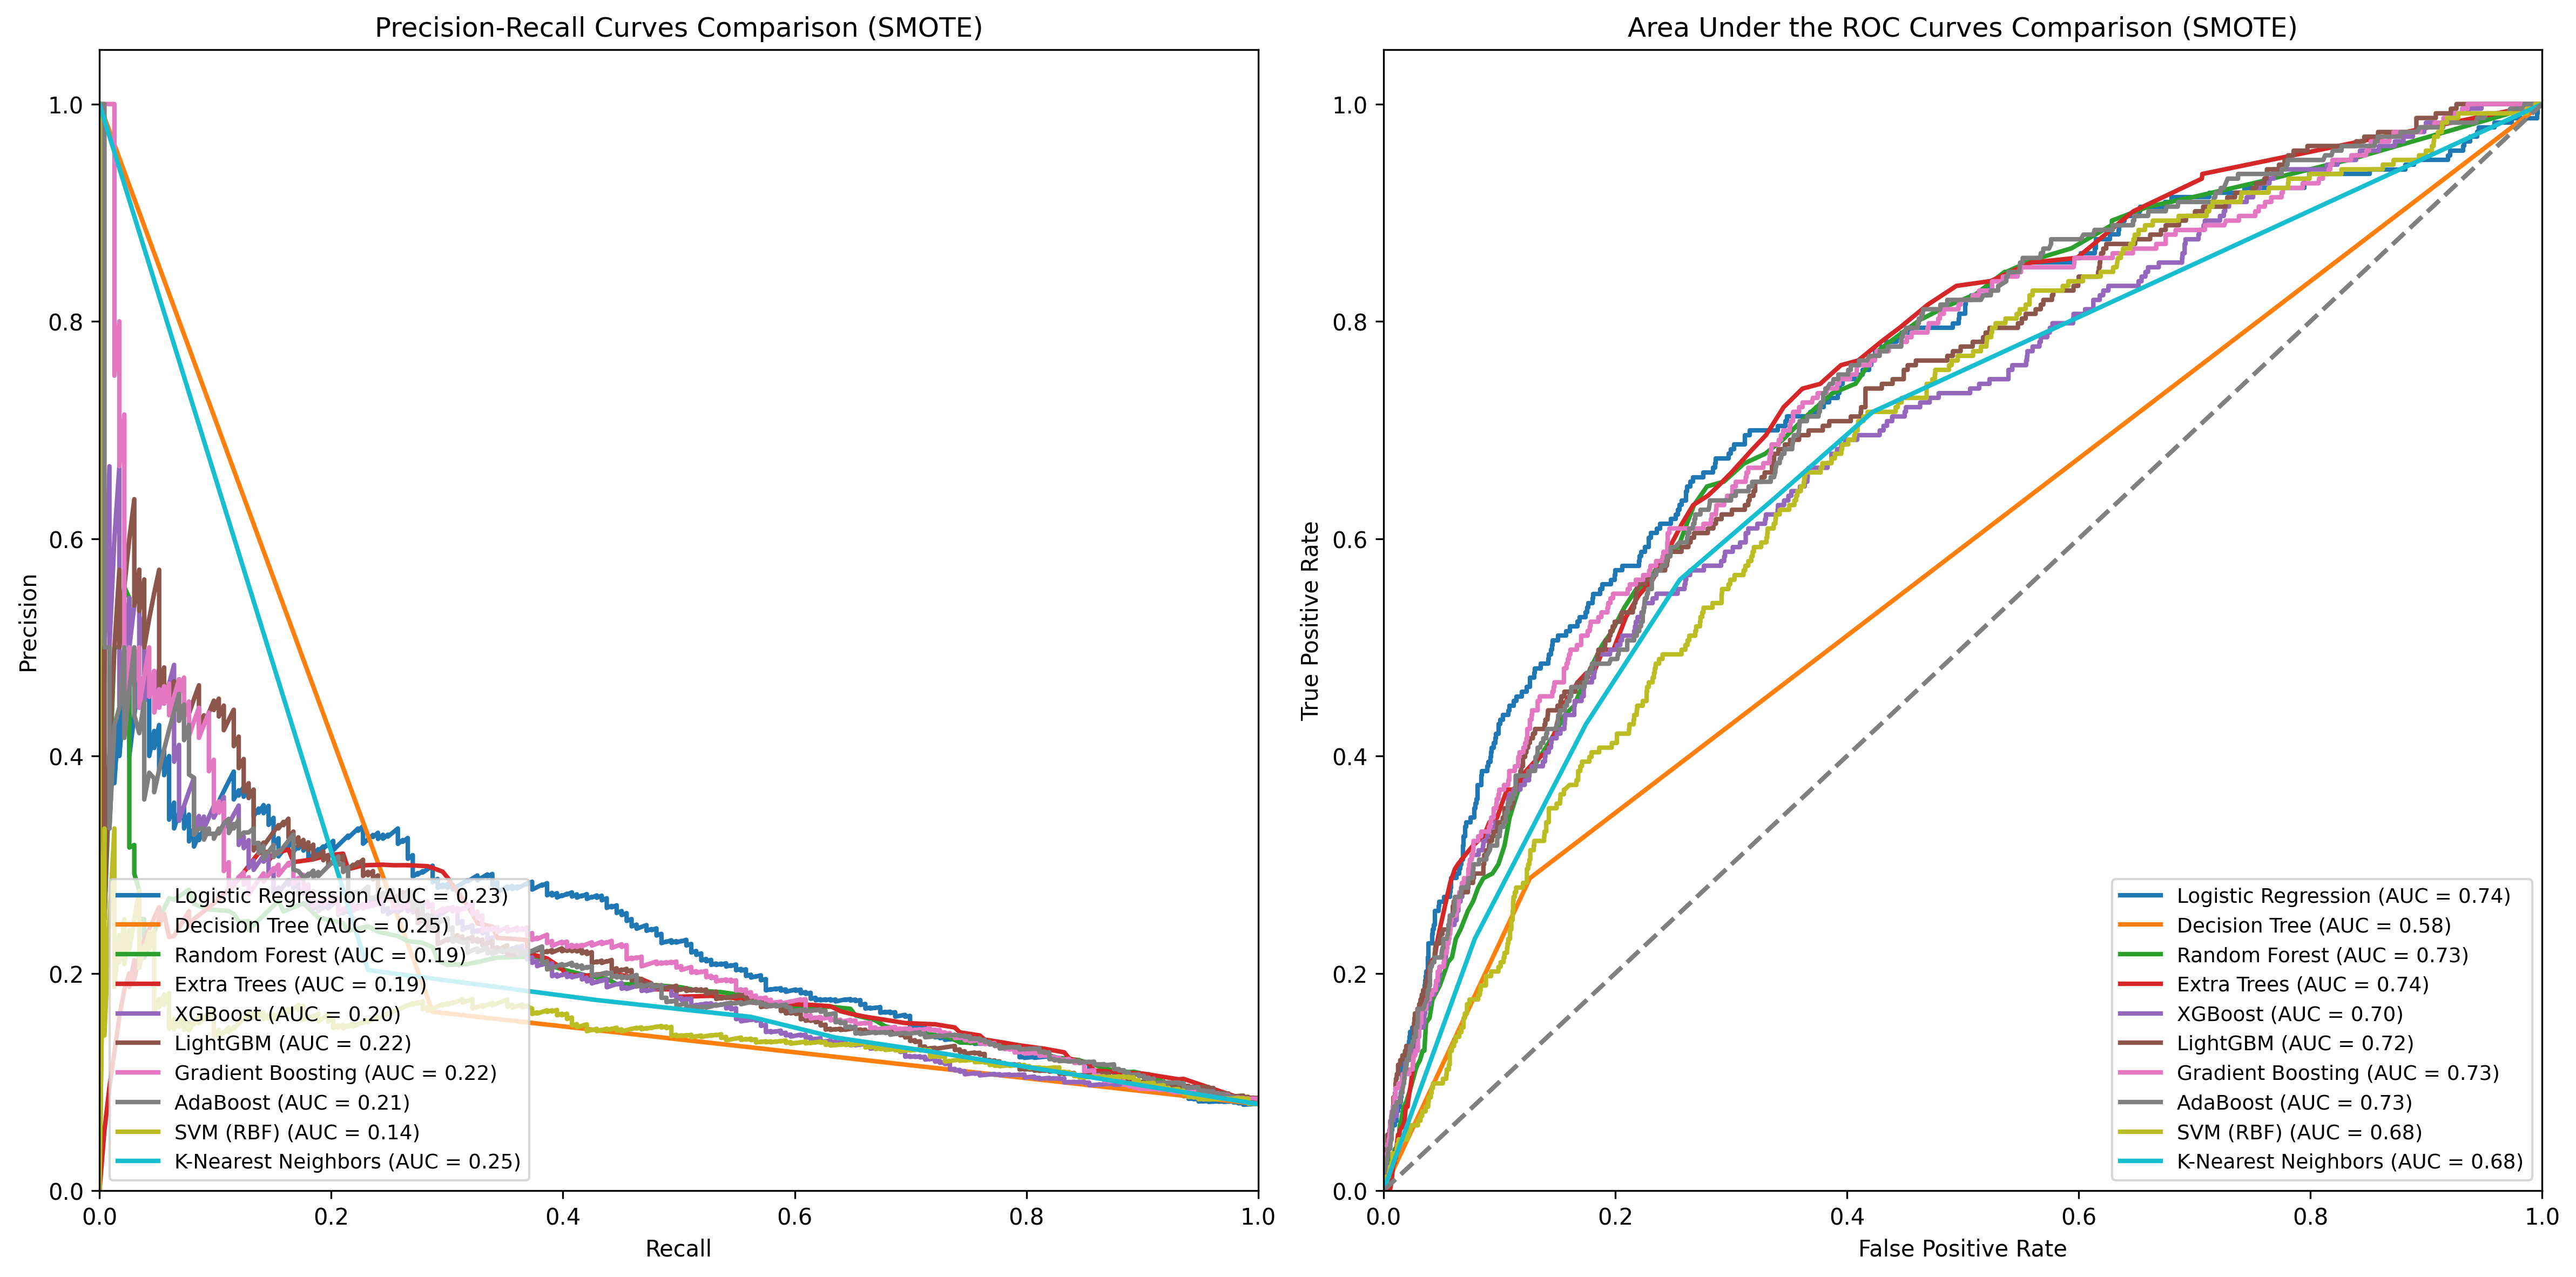 Precision-Recall Curves Comparison (SMOTE)
1.0
0.8
0.6
0.4
0.2
0.0
Precision
0.0 0.2 0.4 0.6 0.8 1.0
Recall
Logistic Regression (AUC = 0.23)
Decision Tree (AUC = 0.25)
Random Forest (AUC = 0.19)
Extra Trees (AUC = 0.19)
XGBoost (AUC = 0.20)
LightGBM (AUC = 0.22)
Gradient Boosting (AUC = 0.22)
AdaBoost (AUC = 0.21)
SVM (RBF) (AUC = 0.14)
K-Nearest Neighbors (AUC = 0.25)
Area Under the ROC Curves Comparison (SMOTE)
1.0
0.8
0.6
0.4
0.2
0.0
True Positive Rate
0.0 0.2 0.4 0.6 0.8 1.0
False Positive Rate
Logistic Regression (AUC = 0.74)
Decision Tree (AUC = 0.58)
Random Forest (AUC = 0.73)
Extra Trees (AUC = 0.74)
XGBoost (AUC = 0.70)
LightGBM (AUC = 0.72)
Gradient Boosting (AUC = 0.73)
AdaBoost (AUC = 0.73)
SVM (RBF) (AUC = 0.68)
K-Nearest Neighbors (AUC = 0.68)